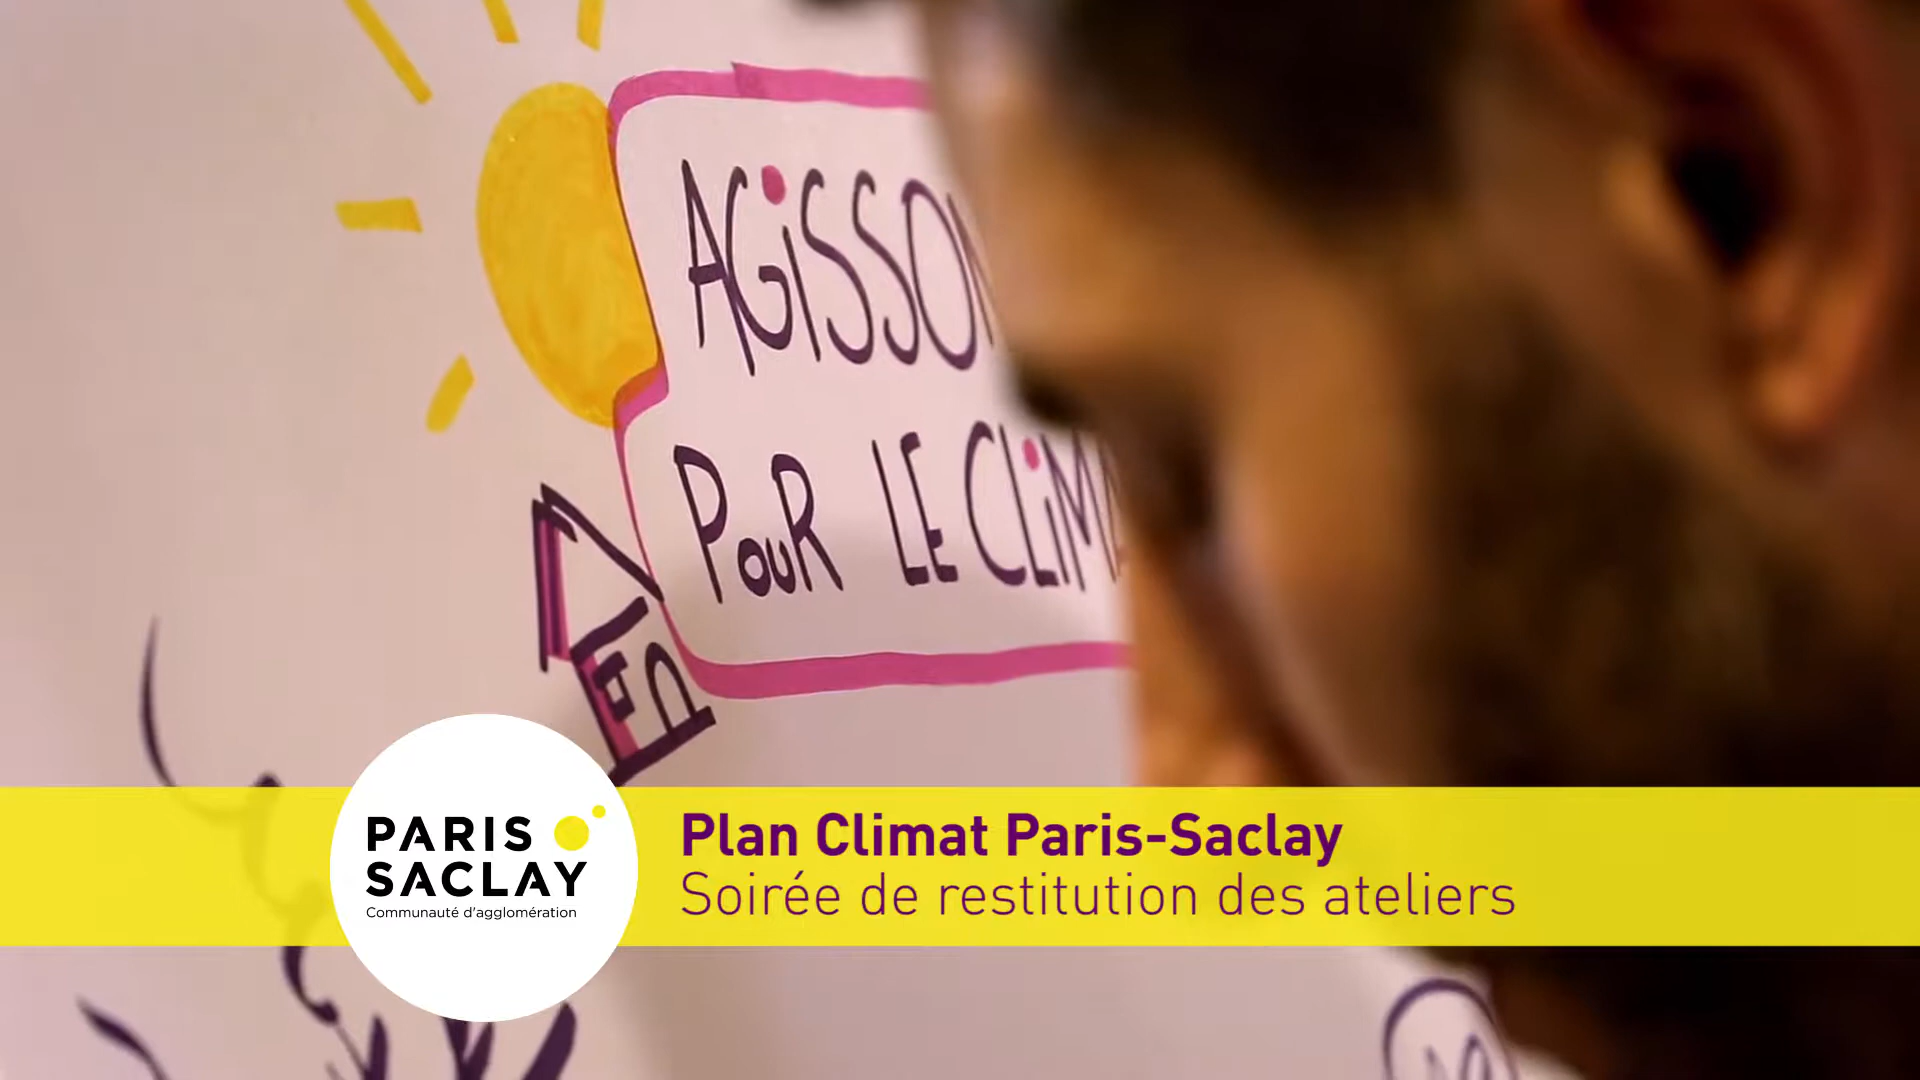 AGISSON
POUR LE CLIM
PARIS
SACLAY
Communauté d'agglomération
Plan Climat Paris-Saclay
Soirée de restitution des ateliers